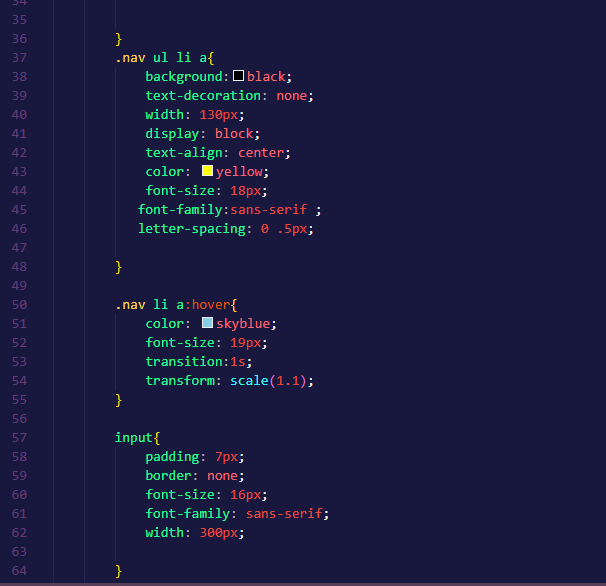 34
35
36 }
37 .nav ul li a{
38 background: black;
39 text-decoration: none;
40 width: 130px;
41 display: block;
42 text-align: center;
43 color: yellow;
44 font-size: 18px;
45 font-family:sans-serif ;
46 letter-spacing: 0 .5px;
47
48 }
49
50 .nav li a:hover{
51 color: skyblue;
52 font-size: 19px;
53 transition:1s;
54 transform: scale(1.1);
55 }
56
57 input{
58 padding: 7px;
59 border: none;
60 font-size: 16px;
61 font-family: sans-serif;
62 width: 300px;
63
64 }